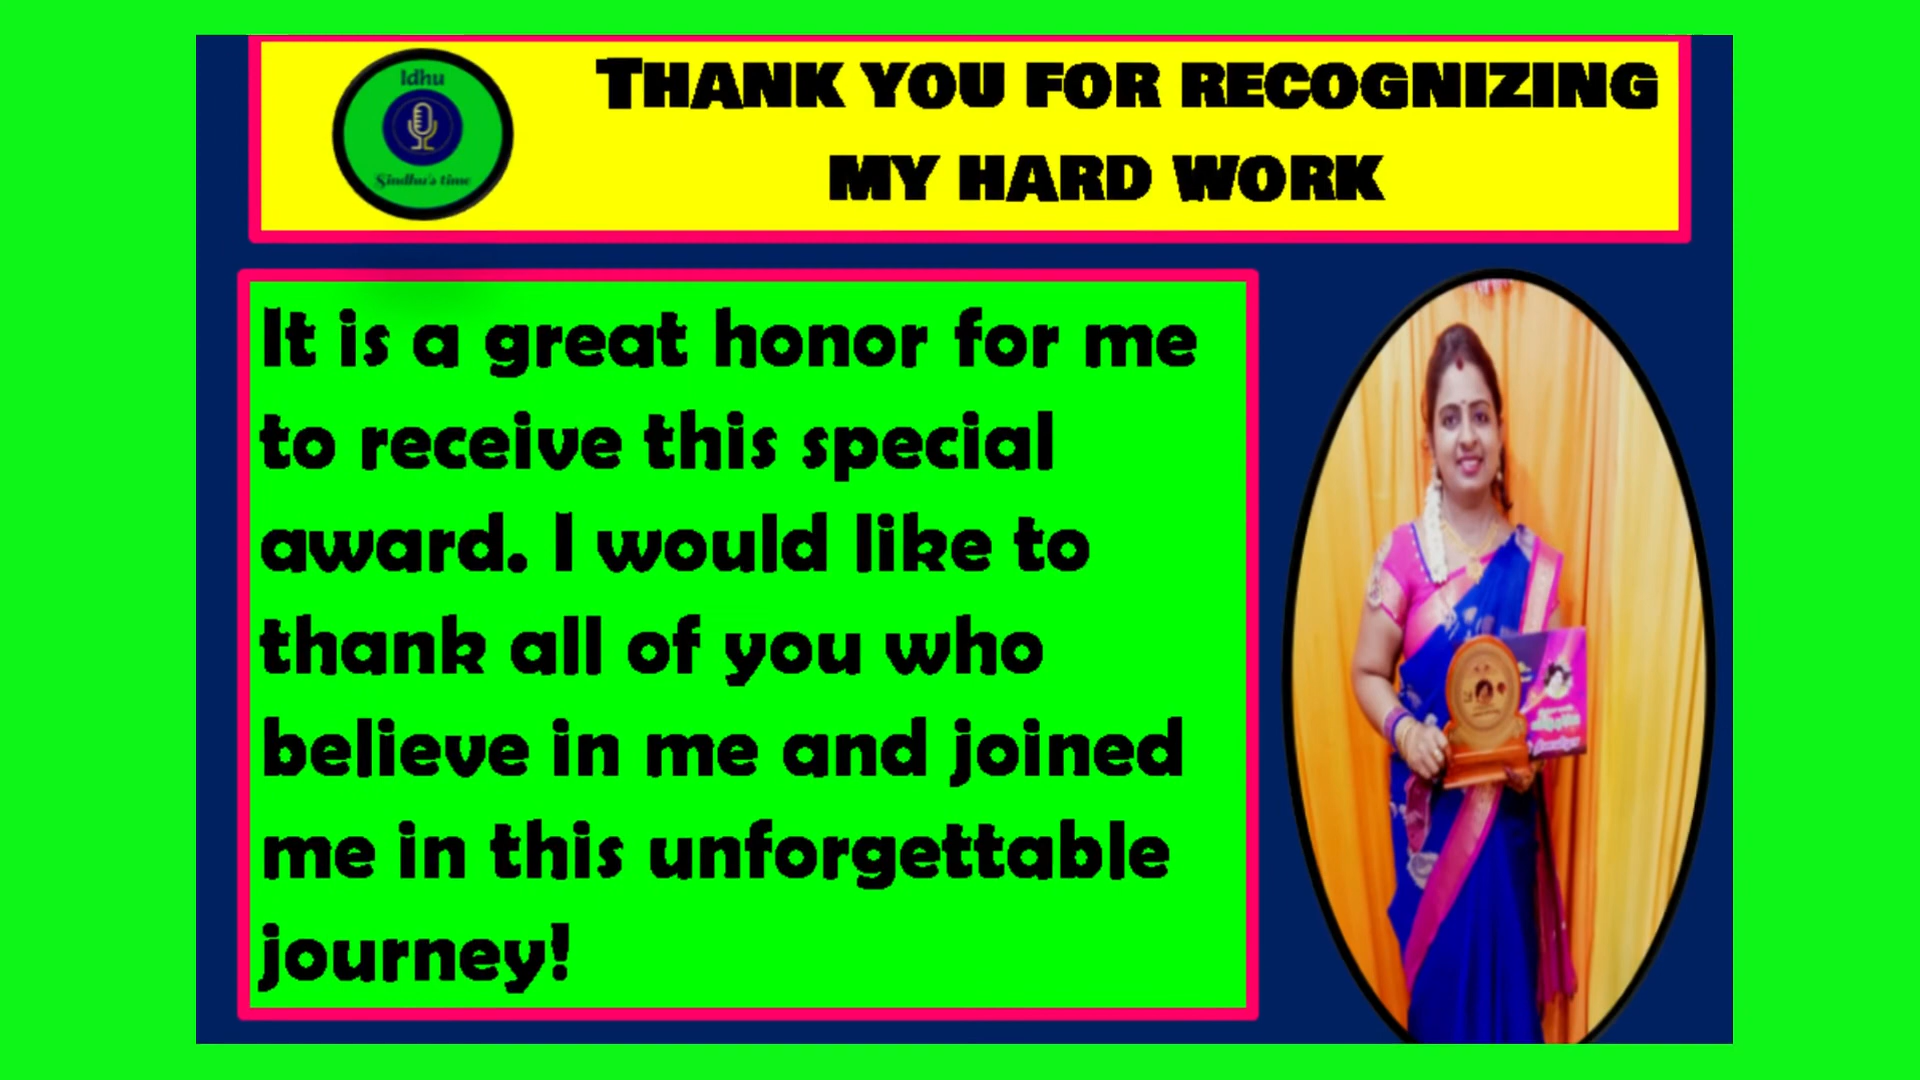 Idhu
Sindhu's time
THANK YOU FOR RECOGNIZING
MY HARD WORK
It is a great honor for me
to receive this special
award. I would like to
thank all of you who
believe in me and joined
me in this unforgettable
journey!